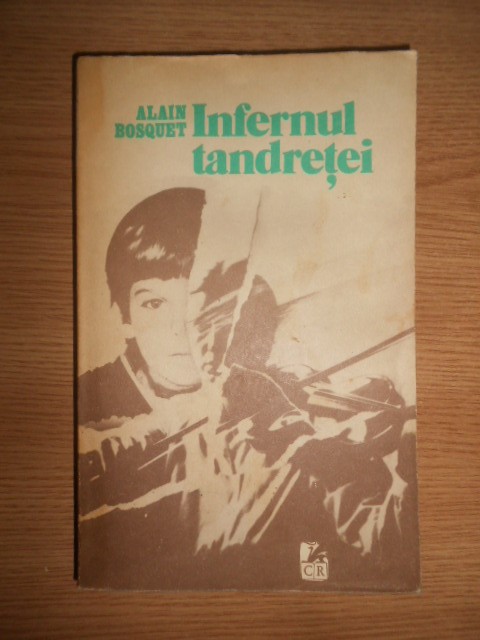 ALAIN
BOSQUET
Infernul
tandreței
CR